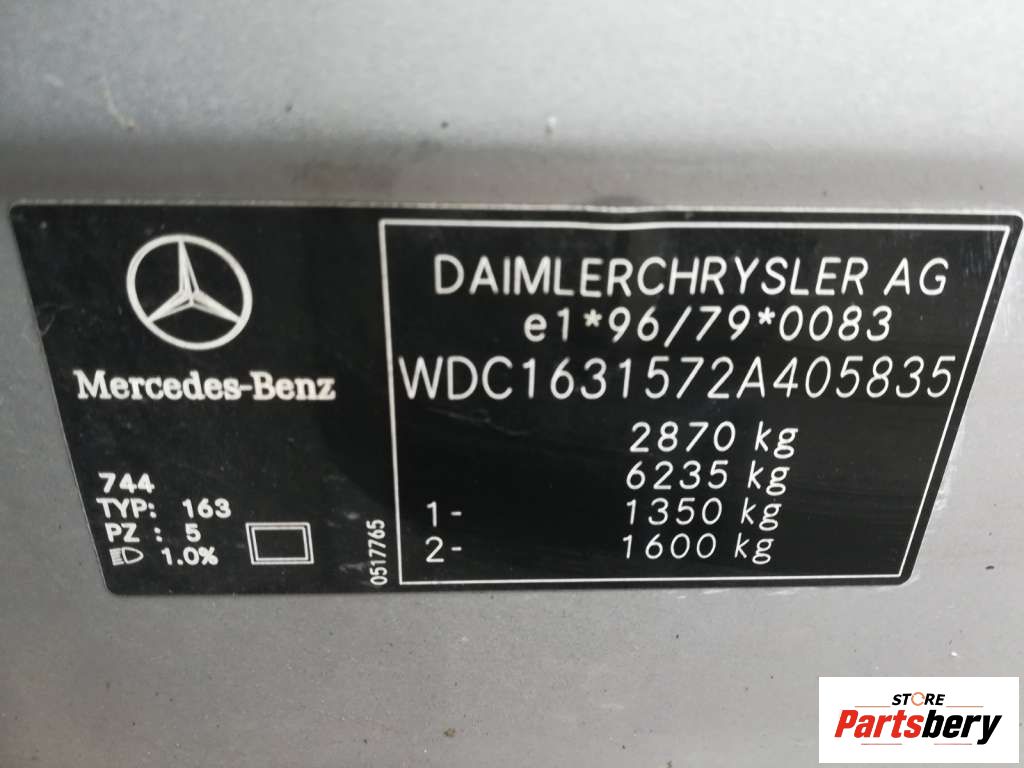 Mercedes-Benz
744
TYP: 163
PZ : 5
1.0%
0517765
DAIMLERCHRYSLER AG
e1*96/79*0083
WDC1631572A405835
2870 kg
6235 kg
1- 1350 kg
2- 1600 kg
STORE
Partsbery